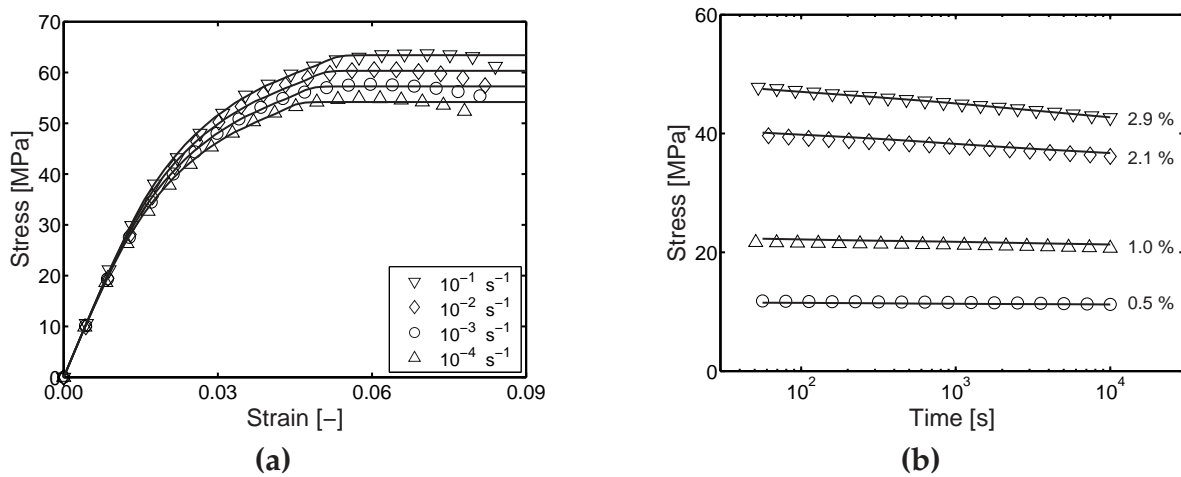 70
60
50
40
30
20
10
0
Stress [MPa]
10⁻¹ s⁻¹
10⁻² s⁻¹
10⁻³ s⁻¹
10⁻⁴ s⁻¹
0.00 0.03 0.06 0.09
Strain [−]
(a)
60
40
20
0
Stress [MPa]
2.9 %
2.1 %
1.0 %
0.5 %
10² 10³ 10⁴
Time [s]
(b)